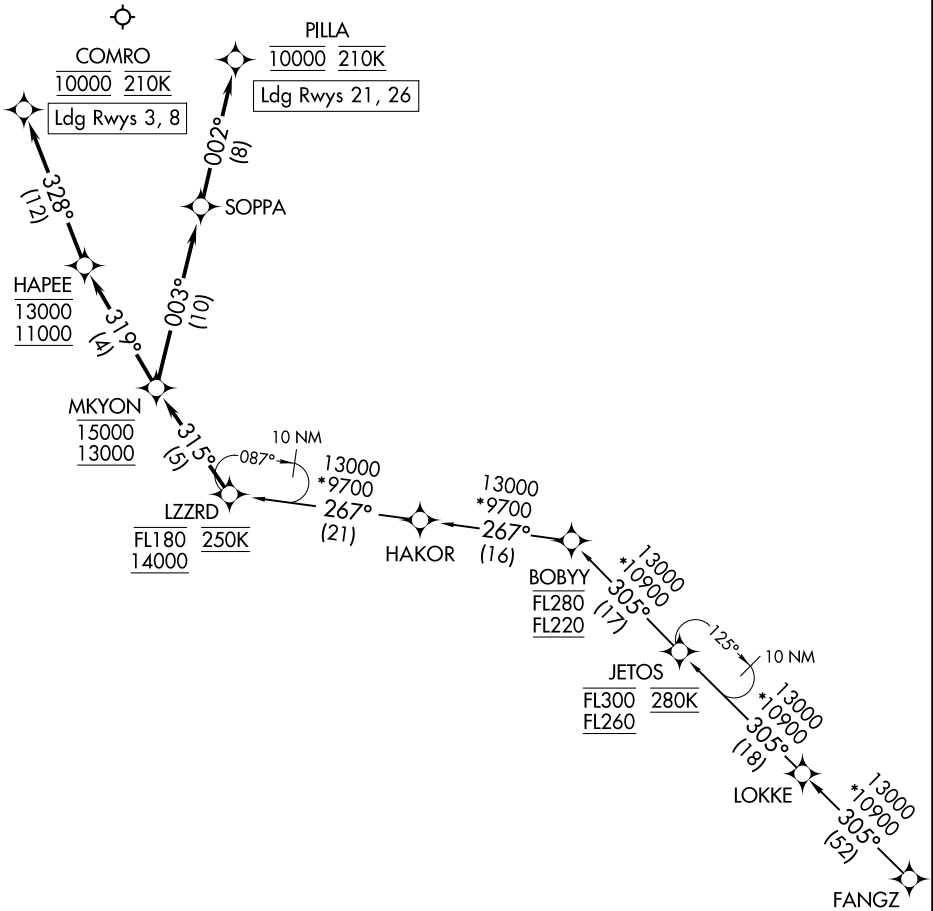 PILLA
10000 210K
Ldg Rwys 21, 26
COMRO
10000 210K
Ldg Rwys 3, 8
002°
(8)
328°
(12)
SOPPA
HAPEE
13000
11000
003°
(10)
319°
(4)
MKYON
15000
13000
315°
(5)
087°
10 NM
13000
*9700
267°
(21)
LZZRD
FL180 250K
14000
HAKOR
13000
*9700
267°
(16)
BOBYY
FL280
FL220
13000
*10900
305°
(17)
125°
10 NM
JETOS
FL300 280K
FL260
13000
*10900
305°
(18)
LOKKE
13000
*10900
305°
(52)
FANGZ